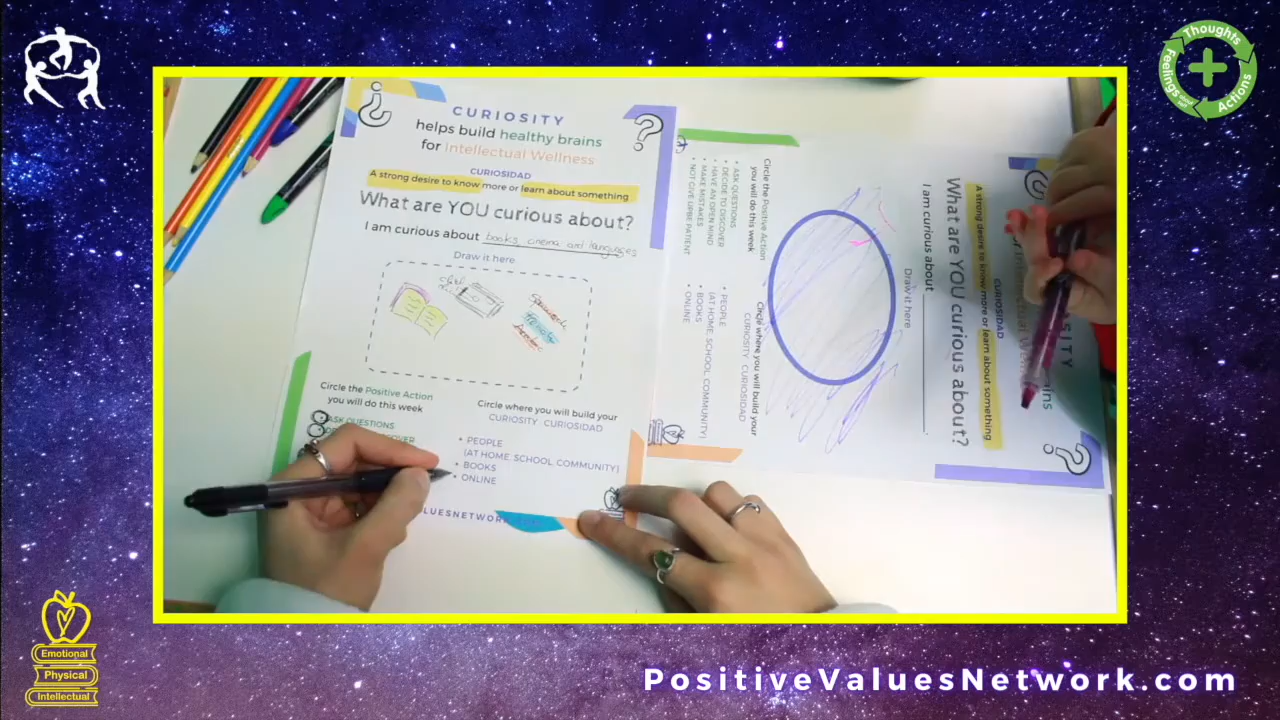 Thoughts
Actions
Feelings
CURIOSITY
helps build healthy brains
for Intellectual Wellness
CURIOSIDAD
A strong desire to know more or learn about something
What are YOU curious about?
I am curious about books, cinema and languages
Draw it here
Spanish
French
Circle the Positive Action
you will do this week
ASK QUESTIONS
Circle where you will build your
CURIOSITY CURIOSIDAD
• PEOPLE
(AT HOME, SCHOOL, COMMUNITY)
• BOOKS
• ONLINE
CURIOSIDAD
A strong desire to know more or learn about something
What are YOU curious about?
I am curious about
Draw it here
Circle the Positive Action
you will do this week
• ASK QUESTIONS
• DECIDE TO DISCOVER
• HAVE AN OPEN MIND
• MAKE MISTAKES
• NOT GIVE UP/BE PATIENT
Circle where you will build your
CURIOSITY CURIOSIDAD
• PEOPLE
(AT HOME, SCHOOL, COMMUNITY)
• BOOKS
• ONLINE
Emotional
Physical
Intellectual
PositiveValuesNetwork.com